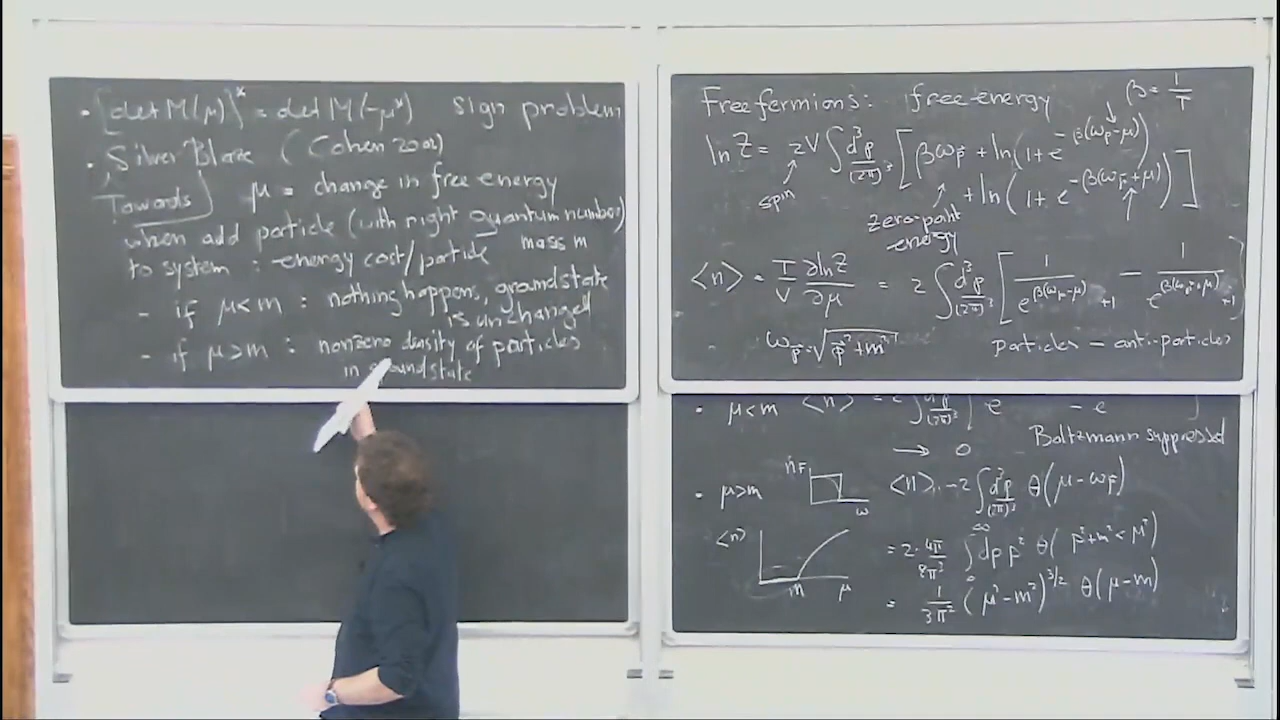 • [det M(μ)]* = det M(-μ*) sign problem
• Silver Blaze (Cohen 2001)
Towards μ = change in free energy
when add particle (with right quantum number)
to system : energy cost/particle mass m
- if μ<m : nothing happens, groundstate
is unchanged
- if μ>m : nonzero density of particles
in groundstate
Free fermions: free energy β = 1/T
ln Z = 2V ∫ d³p/(2π)³ [βω_p + ln(1+e^{-β(ω_p-μ)})
+ ln(1+e^{-β(ω_p+μ)})]
spin
zero-point
energy
<n> = T/V ∂lnZ/∂μ = 2 ∫ d³p/(2π)³ [1/(e^{β(ω_p-μ)}+1) - 1/(e^{β(ω_p+μ)}+1)]
ω_p = √(p²+m²) particles - anti-particles
• μ<m <n> = 2 ∫ d³p/(2π)³ [e - e ]
→ 0 Boltzmann suppressed
• μ>m n_F ω <n> = 2 ∫ d³p/(2π)³ θ(μ-ω_p)
<n> m μ = 2· 4π/8π³ ∫₀^∞ dp p² θ(p²+m²<μ²)
= 1/3π² (μ²-m²)^{3/2} θ(μ-m)